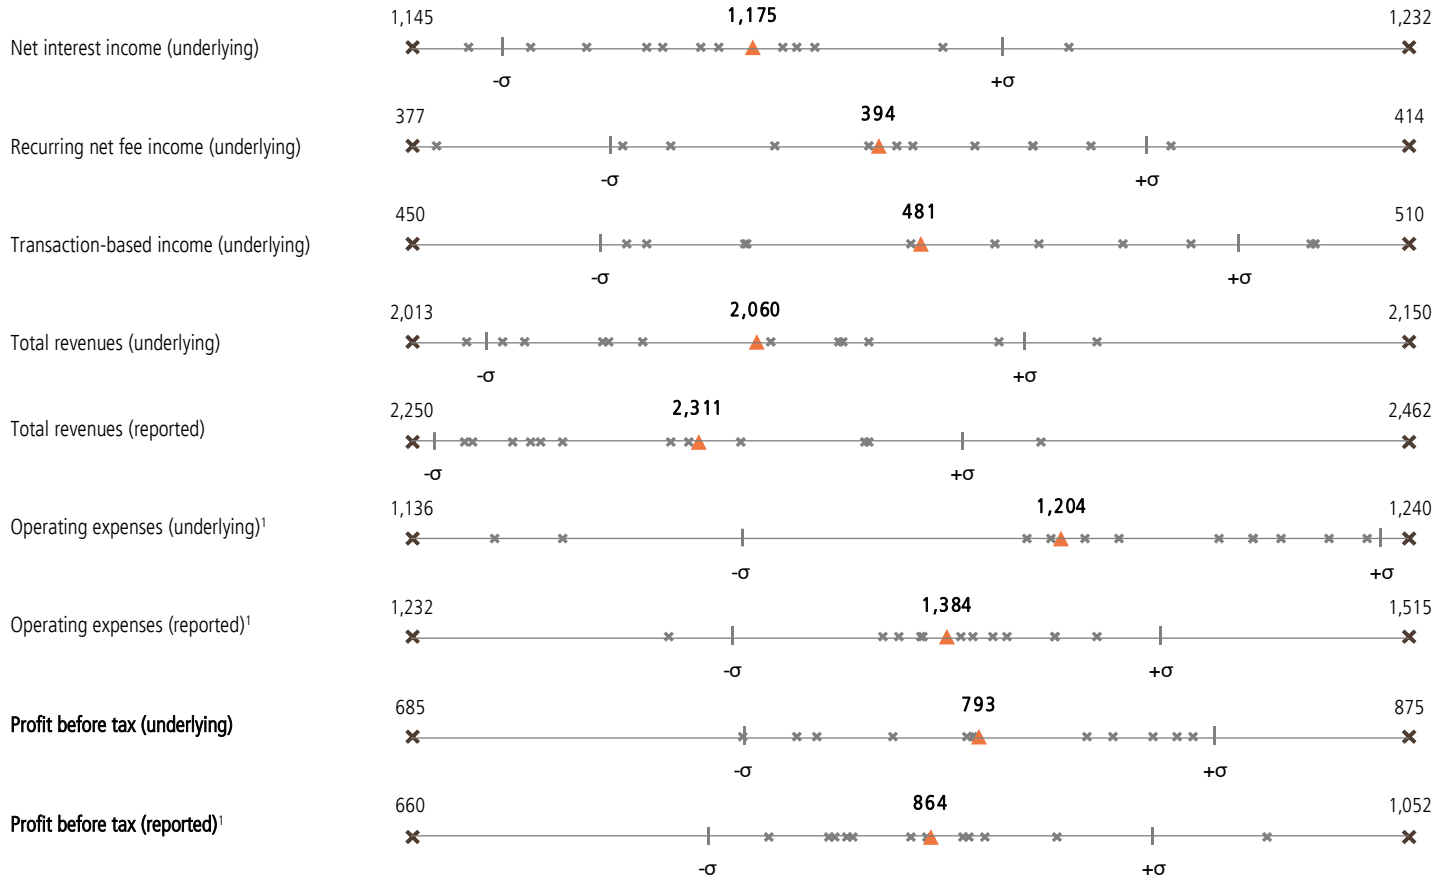 1,145 1,175 1,232
Net interest income (underlying)
-σ +σ
377 394 414
Recurring net fee income (underlying)
-σ +σ
450 481 510
Transaction-based income (underlying)
-σ +σ
2,013 2,060 2,150
Total revenues (underlying)
-σ +σ
2,250 2,311 2,462
Total revenues (reported)
-σ +σ
1,136 1,204 1,240
Operating expenses (underlying)¹
-σ +σ
1,232 1,384 1,515
Operating expenses (reported)¹
-σ +σ
685 793 875
Profit before tax (underlying)
-σ +σ
660 864 1,052
Profit before tax (reported)¹
-σ +σ